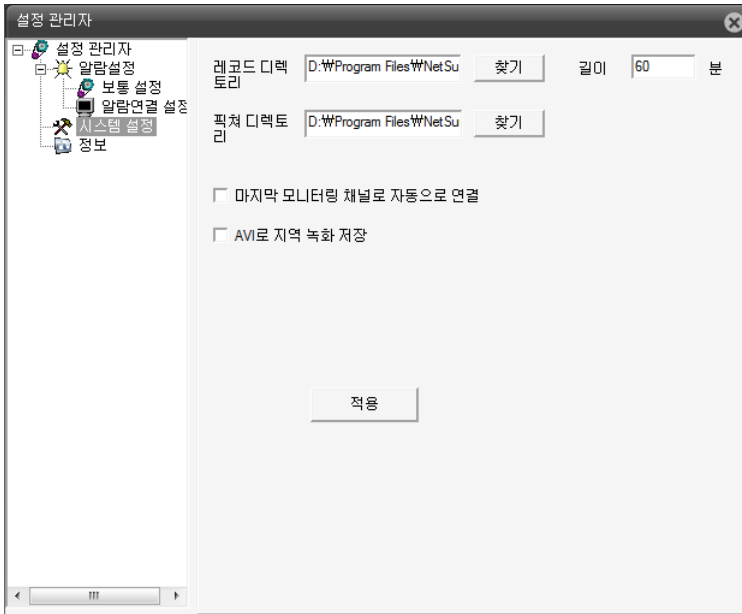 설정 관리자
설정 관리자
알람설정
보통 설정
알람연결 설정
시스템 설정
정보
레코드 디렉
토리
D:₩Program Files₩NetSu
찾기
길이
60
분
픽쳐 디렉토
리
D:₩Program Files₩NetSu
찾기
마지막 모니터링 채널로 자동으로 연결
AVI로 지역 녹화 저장
적용